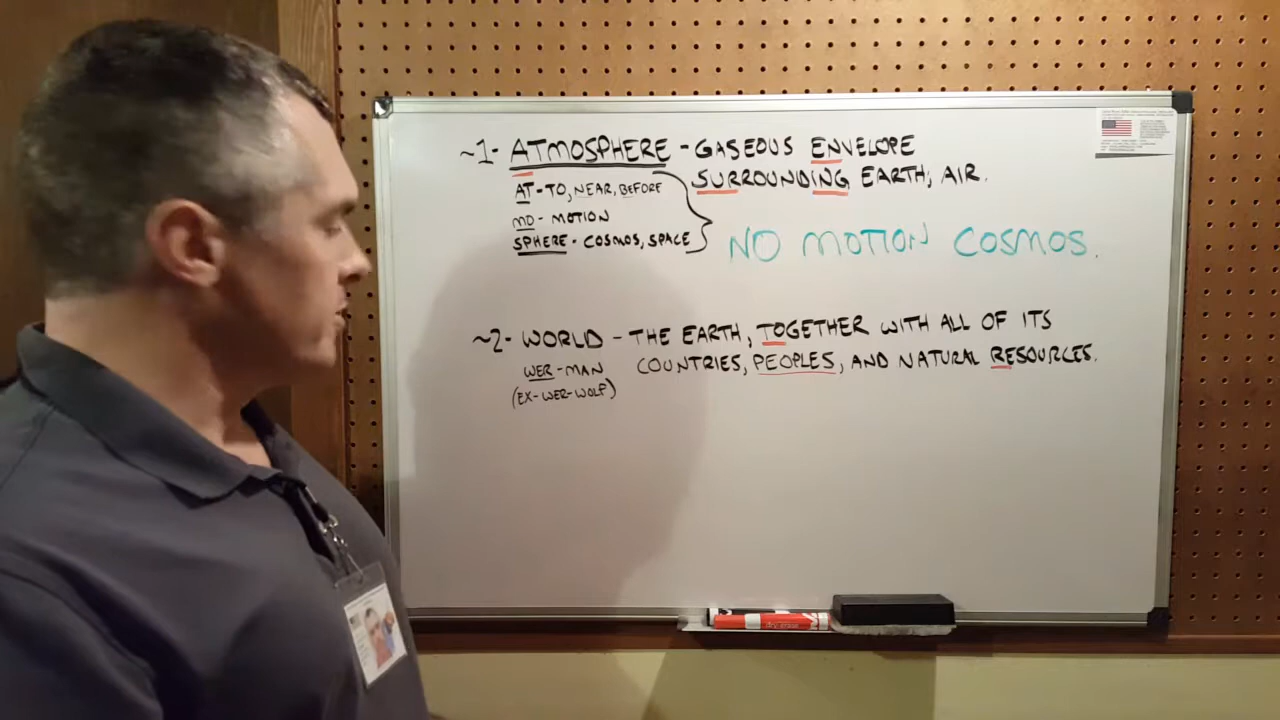 ~1- ATMOSPHERE - GASEOUS ENVELOPE
SURROUNDING EARTH; AIR.
AT - TO, NEAR, BEFORE
MO - MOTION
SPHERE - COSMOS, SPACE
NO MOTION COSMOS.
~2- WORLD - THE EARTH, TOGETHER WITH ALL OF ITS
COUNTRIES, PEOPLES, AND NATURAL RESOURCES.
WER - MAN
(EX-WER-WOLF)